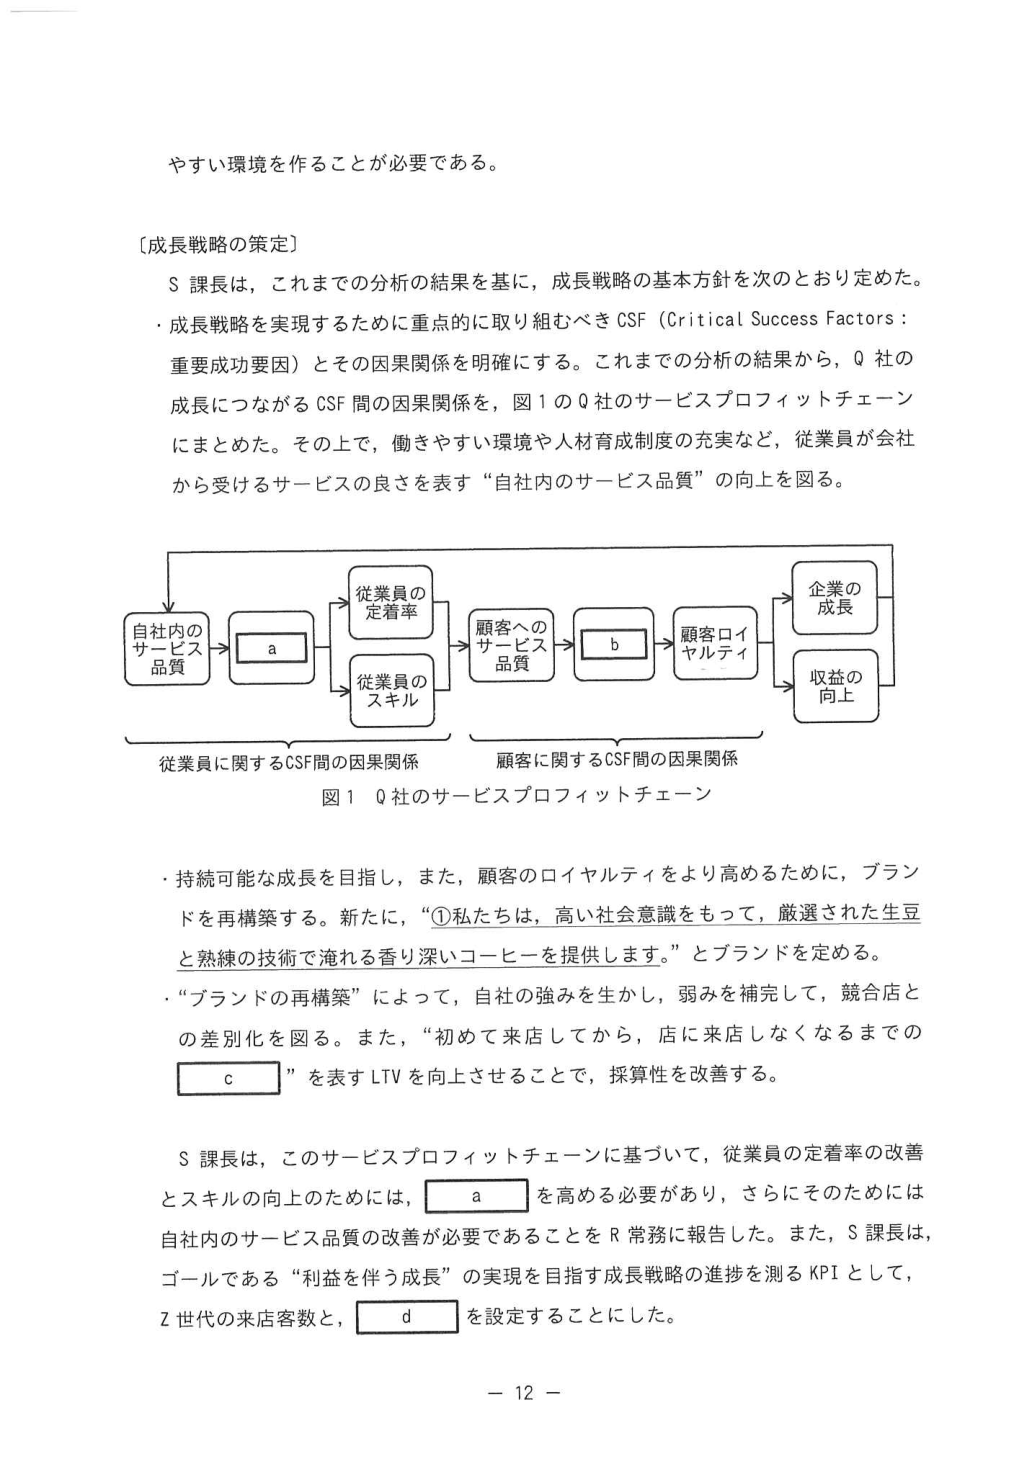 やすい環境を作ることが必要である。
〔成長戦略の策定〕
S 課長は，これまでの分析の結果を基に，成長戦略の基本方針を次のとおり定めた。
・成長戦略を実現するために重点的に取り組むべき CSF（Critical Success Factors：
重要成功要因）とその因果関係を明確にする。これまでの分析の結果から，Q 社の
成長につながる CSF 間の因果関係を，図 1 の Q 社のサービスプロフィットチェーン
にまとめた。その上で，働きやすい環境や人材育成制度の充実など，従業員が会社
から受けるサービスの良さを表す“自社内のサービス品質”の向上を図る。
自社内の
サービス
品質
a
従業員の
定着率
従業員の
スキル
顧客への
サービス
品質
b
顧客ロイ
ヤルティ
企業の
成長
収益の
向上
従業員に関するCSF間の因果関係
顧客に関するCSF間の因果関係
図 1　Q 社のサービスプロフィットチェーン
・持続可能な成長を目指し，また，顧客のロイヤルティをより高めるために，ブラン
ドを再構築する。新たに，“①私たちは，高い社会意識をもって，厳選された生豆
と熟練の技術で淹れる香り深いコーヒーを提供します。”とブランドを定める。
・“ブランドの再構築”によって，自社の強みを生かし，弱みを補完して，競合店と
の差別化を図る。また，“初めて来店してから，店に来店しなくなるまでの
c ”を表す LTV を向上させることで，採算性を改善する。
S 課長は，このサービスプロフィットチェーンに基づいて，従業員の定着率の改善
とスキルの向上のためには， a を高める必要があり，さらにそのためには
自社内のサービス品質の改善が必要であることを R 常務に報告した。また，S 課長は，
ゴールである“利益を伴う成長”の実現を目指す成長戦略の進捗を測る KPI として，
Z 世代の来店客数と， d を設定することにした。
－ 12 －